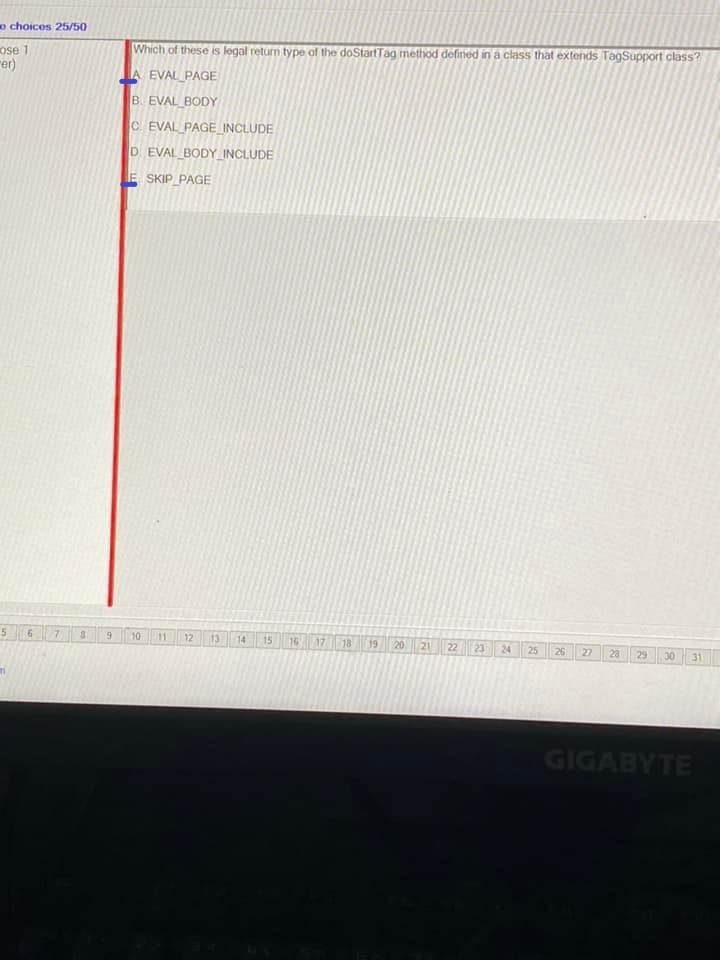 e choices 25/50
ose 1
er)
Which of these is legal return type of the doStartTag method defined in a class that extends TagSupport class?
A. EVAL_PAGE
B. EVAL_BODY
C. EVAL_PAGE_INCLUDE
D. EVAL_BODY_INCLUDE
E. SKIP_PAGE
5 6 7 8 9 10 11 12 13 14 15 16 17 18 19 20 21 22 23 24 25 26 27 28 29 30 31
n
GIGABYTE